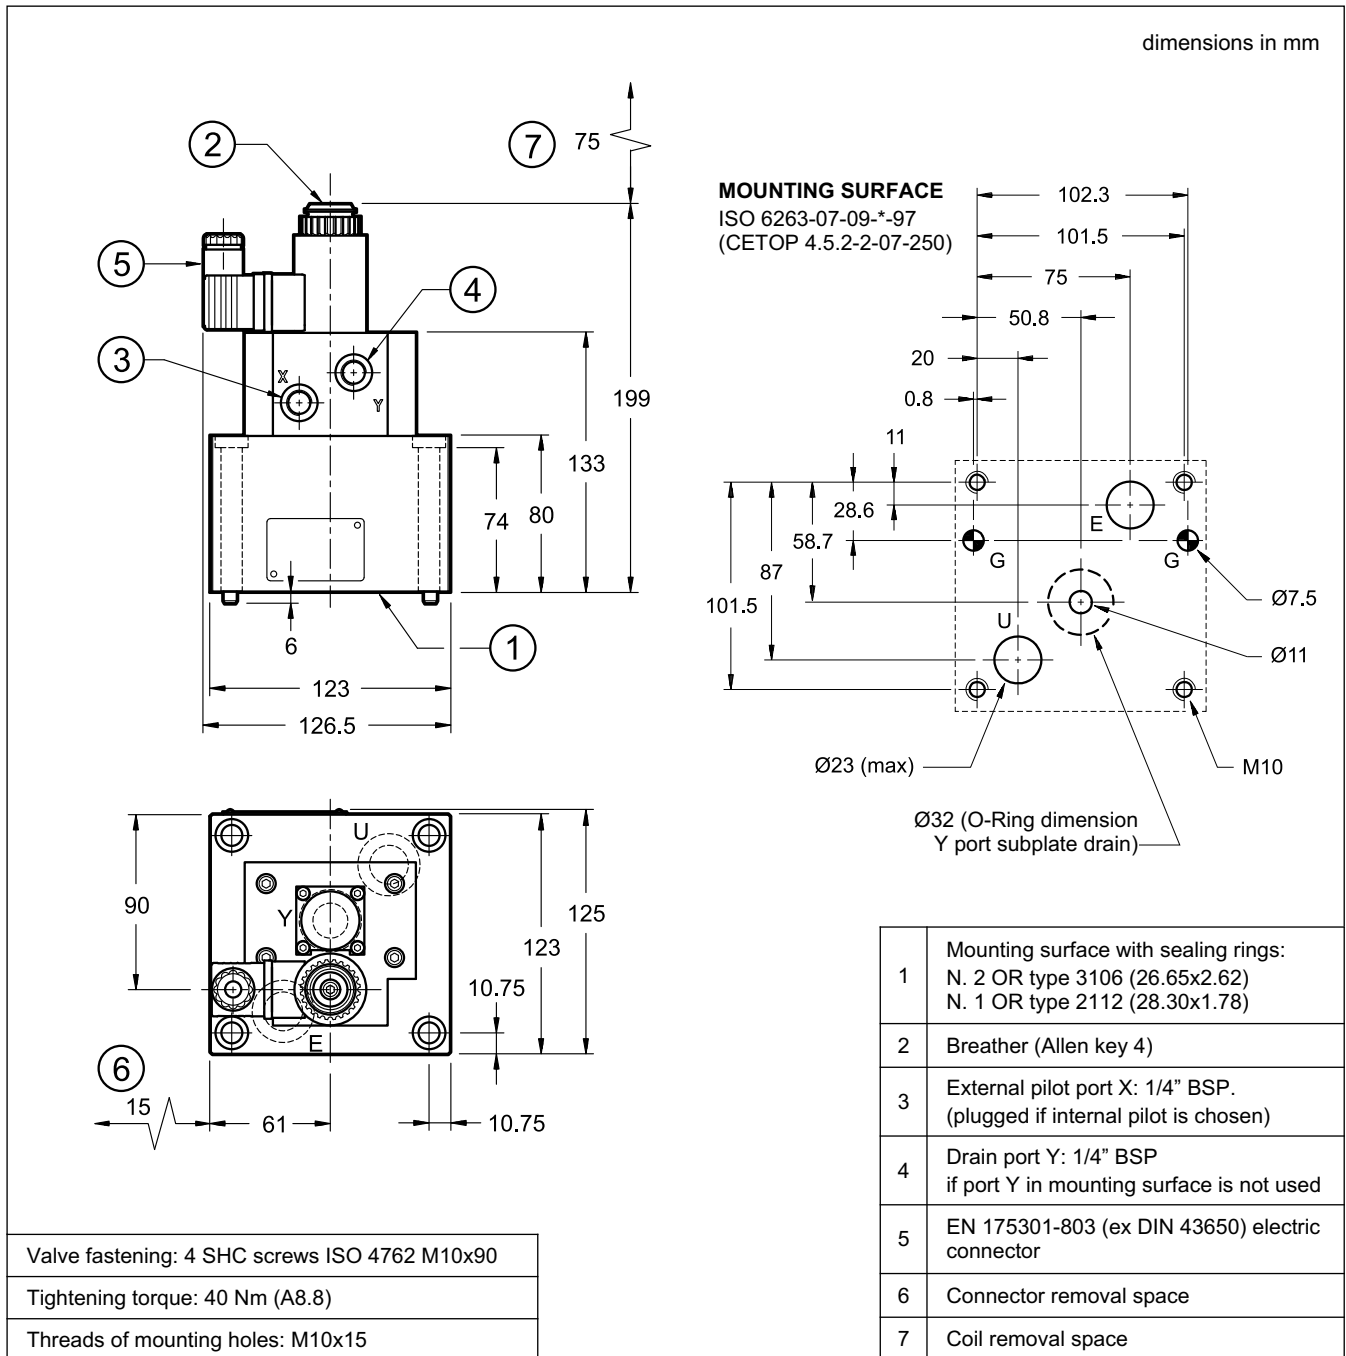 dimensions in mm
2
7
75
MOUNTING SURFACE
ISO 6263-07-09-*-97
(CETOP 4.5.2-2-07-250)
102.3
101.5
75
50.8
20
0.8
11
5
4
3
X
Y
199
133
80
74
6
1
123
126.5
28.6
58.7
87
101.5
E
G
G
U
Ø7.5
Ø11
M10
Ø23 (max)
Ø32 (O-Ring dimension
Y port subplate drain)
U
Y
E
90
125
123
10.75
6
15
61
10.75
1
Mounting surface with sealing rings:
N. 2 OR type 3106 (26.65x2.62)
N. 1 OR type 2112 (28.30x1.78)
2
Breather (Allen key 4)
3
External pilot port X: 1/4” BSP.
(plugged if internal pilot is chosen)
4
Drain port Y: 1/4” BSP
if port Y in mounting surface is not used
5
EN 175301-803 (ex DIN 43650) electric
connector
6
Connector removal space
7
Coil removal space
Valve fastening: 4 SHC screws ISO 4762 M10x90
Tightening torque: 40 Nm (A8.8)
Threads of mounting holes: M10x15